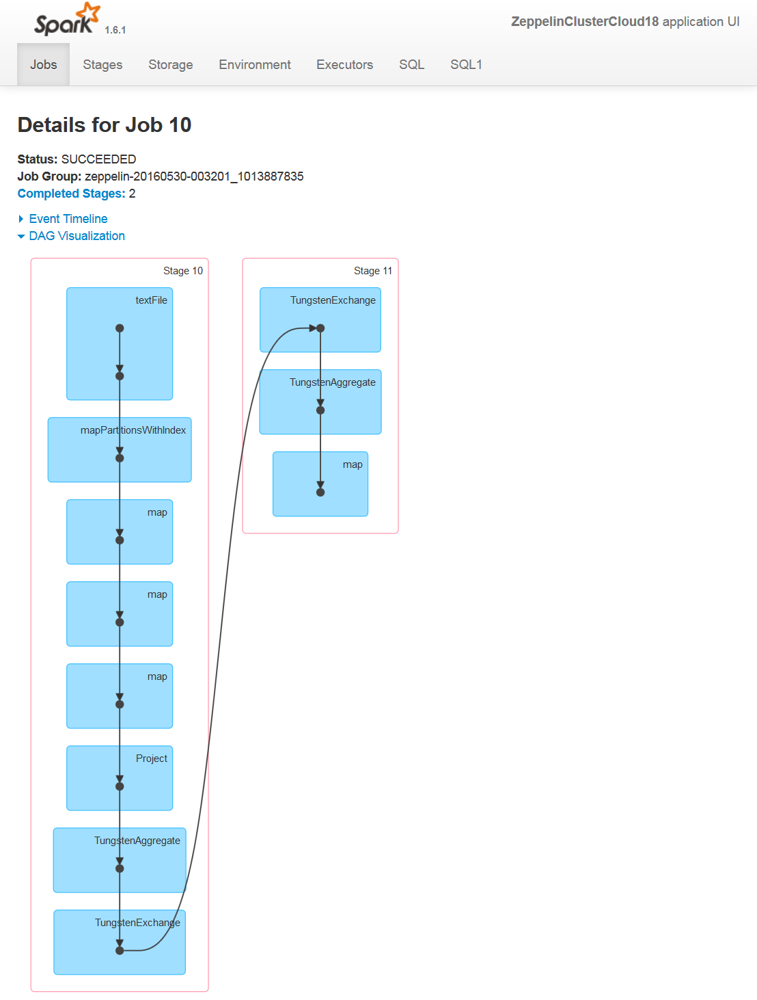 Spark 1.6.1
ZeppelinClusterCloud18 application UI
Jobs Stages Storage Environment Executors SQL SQL1
Details for Job 10
Status: SUCCEEDED
Job Group: zeppelin-20160530-003201_1013887835
Completed Stages: 2
Event Timeline
DAG Visualization
Stage 10
textFile
mapPartitionsWithIndex
map
map
map
Project
TungstenAggregate
TungstenExchange
Stage 11
TungstenExchange
TungstenAggregate
map